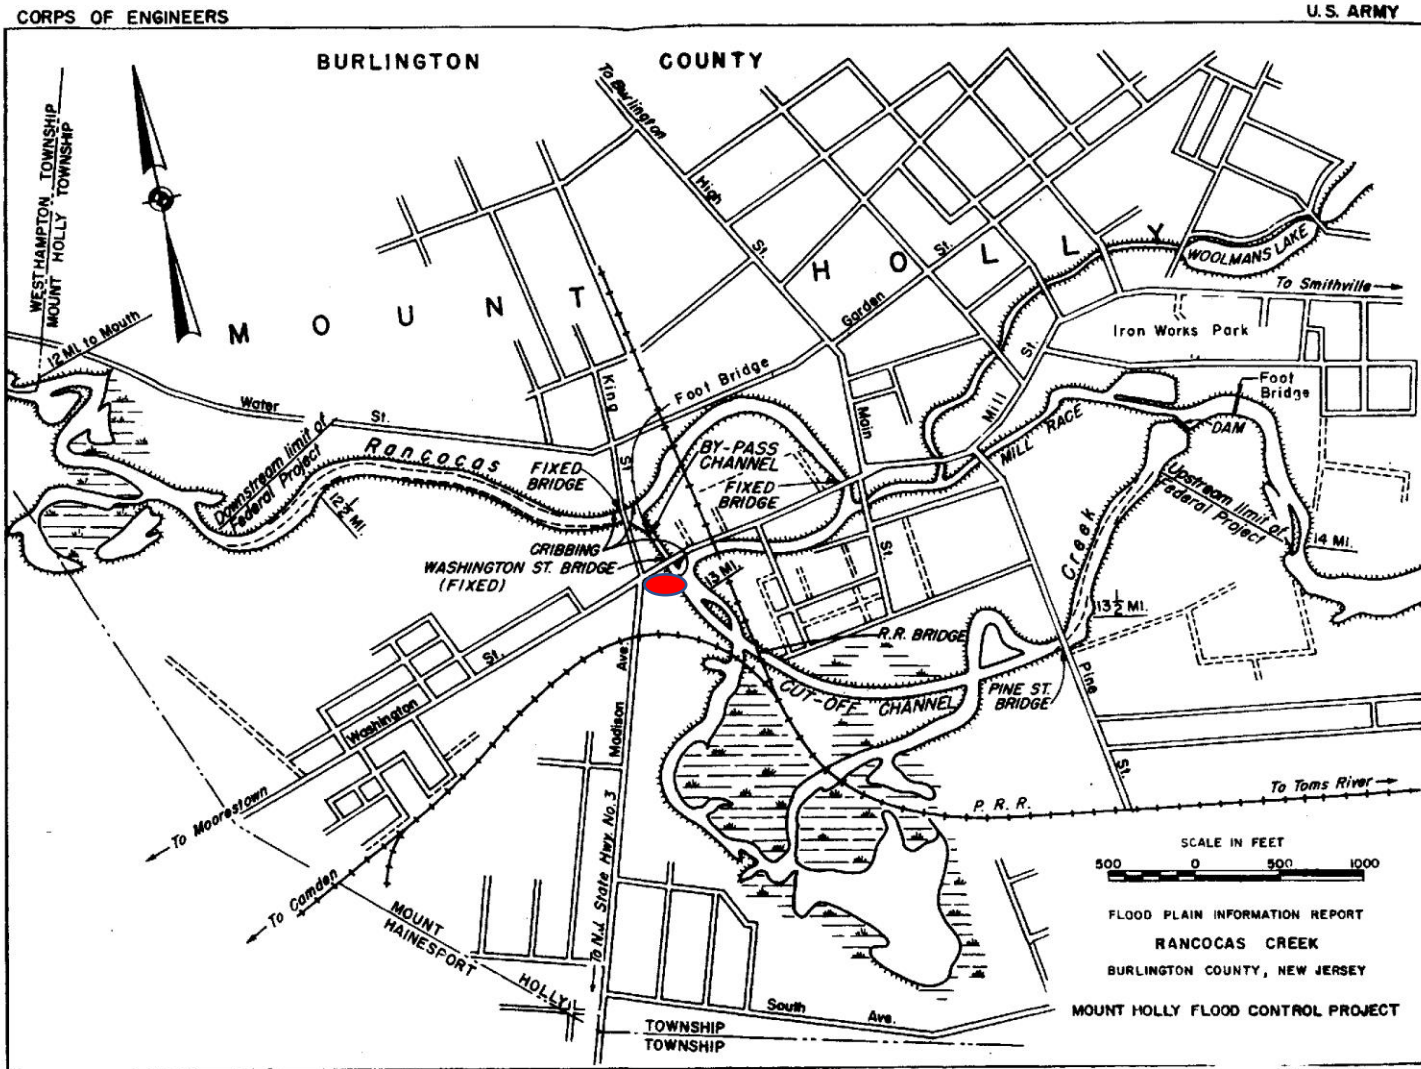 CORPS OF ENGINEERS
U.S. ARMY
BURLINGTON COUNTY
WESTHAMPTON TOWNSHIP
MOUNT HOLLY TOWNSHIP
To Burlington
High
St.
MOUNT HOLLY
WOOLMANS LAKE
To Smithville
Garden St.
Iron Works Park
12 MI. to Mouth
Water St.
King
St.
Foot Bridge
Main
St.
Mill St.
MILL RACE
Foot
Bridge
DAM
Downstream limit of
Federal Project
Rancocas
12½ MI.
FIXED
BRIDGE
BY-PASS
CHANNEL
FIXED
BRIDGE
CRIBBING
WASHINGTON ST. BRIDGE
(FIXED)
13 MI.
Creek
Upstream limit of
Federal Project
14 MI.
13½ MI.
R.R. BRIDGE
CUT-OFF CHANNEL
PINE ST.
BRIDGE
Pine
St.
Washington St.
Madison Ave.
To N.J. State Hwy. No. 3
To Moorestown
To Camden
P. R. R.
To Toms River
MOUNT HOLLY
HAINESPORT
South Ave.
TOWNSHIP
TOWNSHIP
SCALE IN FEET
500 0 500 1000
FLOOD PLAIN INFORMATION REPORT
RANCOCAS CREEK
BURLINGTON COUNTY, NEW JERSEY
MOUNT HOLLY FLOOD CONTROL PROJECT